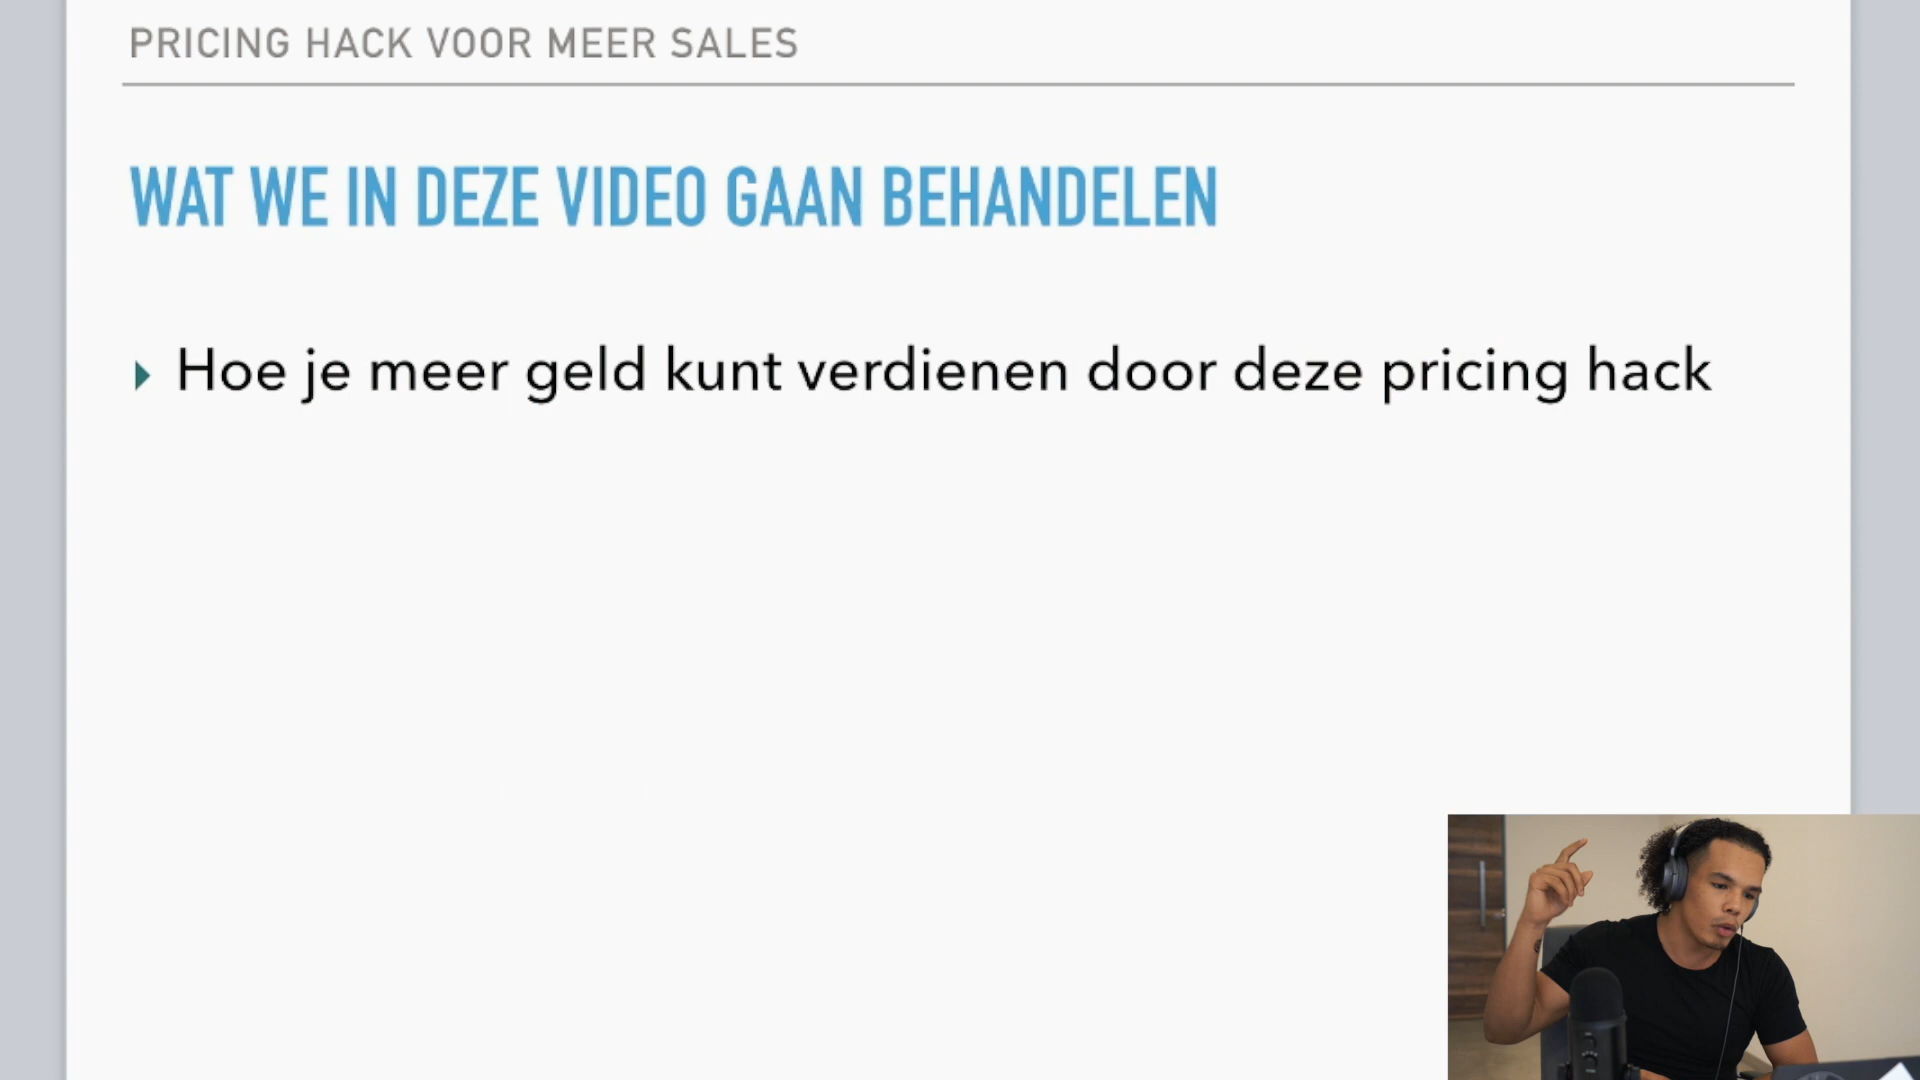 PRICING HACK VOOR MEER SALES
WAT WE IN DEZE VIDEO GAAN BEHANDELEN
Hoe je meer geld kunt verdienen door deze pricing hack